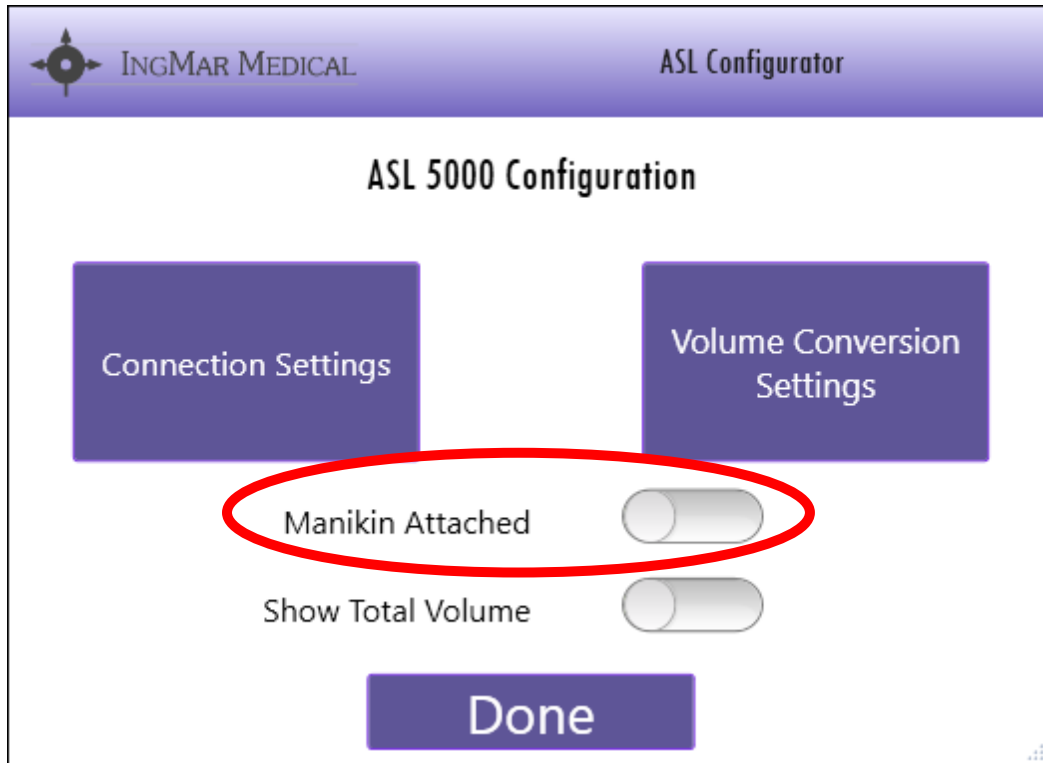 IngMar Medical
ASL Configurator
ASL 5000 Configuration
Connection Settings
Volume Conversion
Settings
Manikin Attached
Show Total Volume
Done